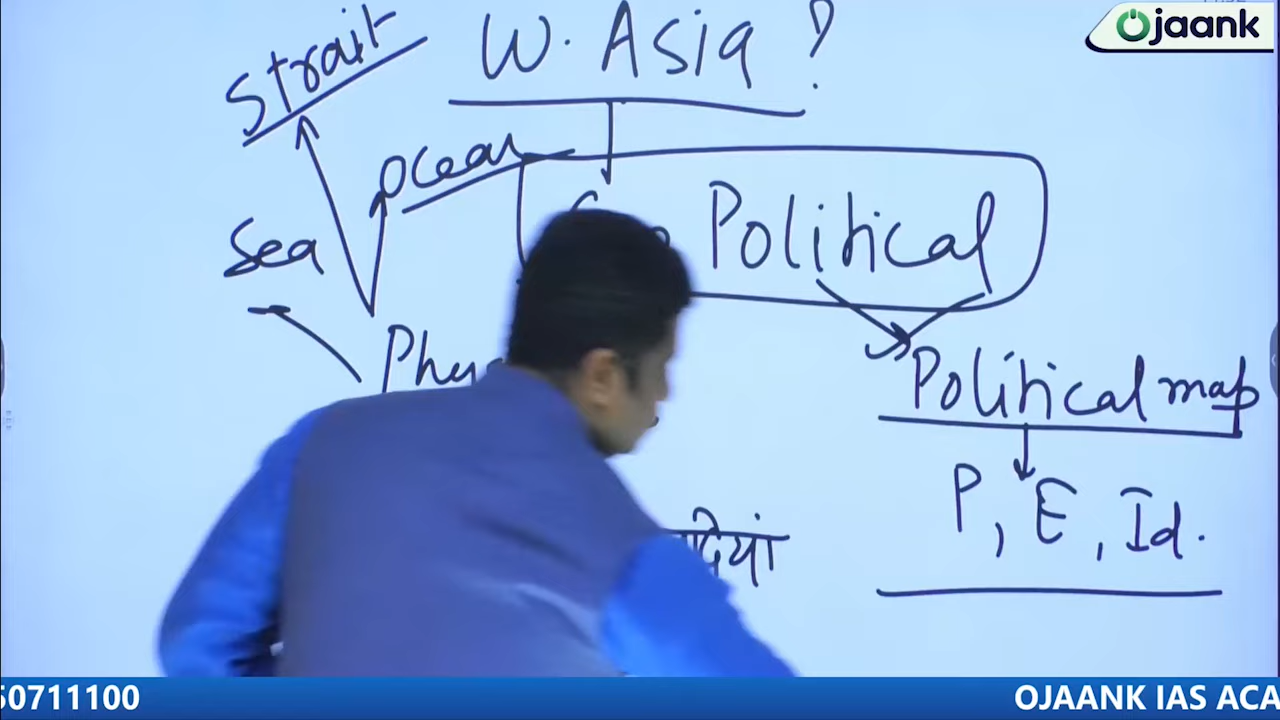 Ojaank
Strait
W. Asia ?
Ocean
Political
Sea
Political map
P, E, Id.
50711100
OJAANK IAS ACA